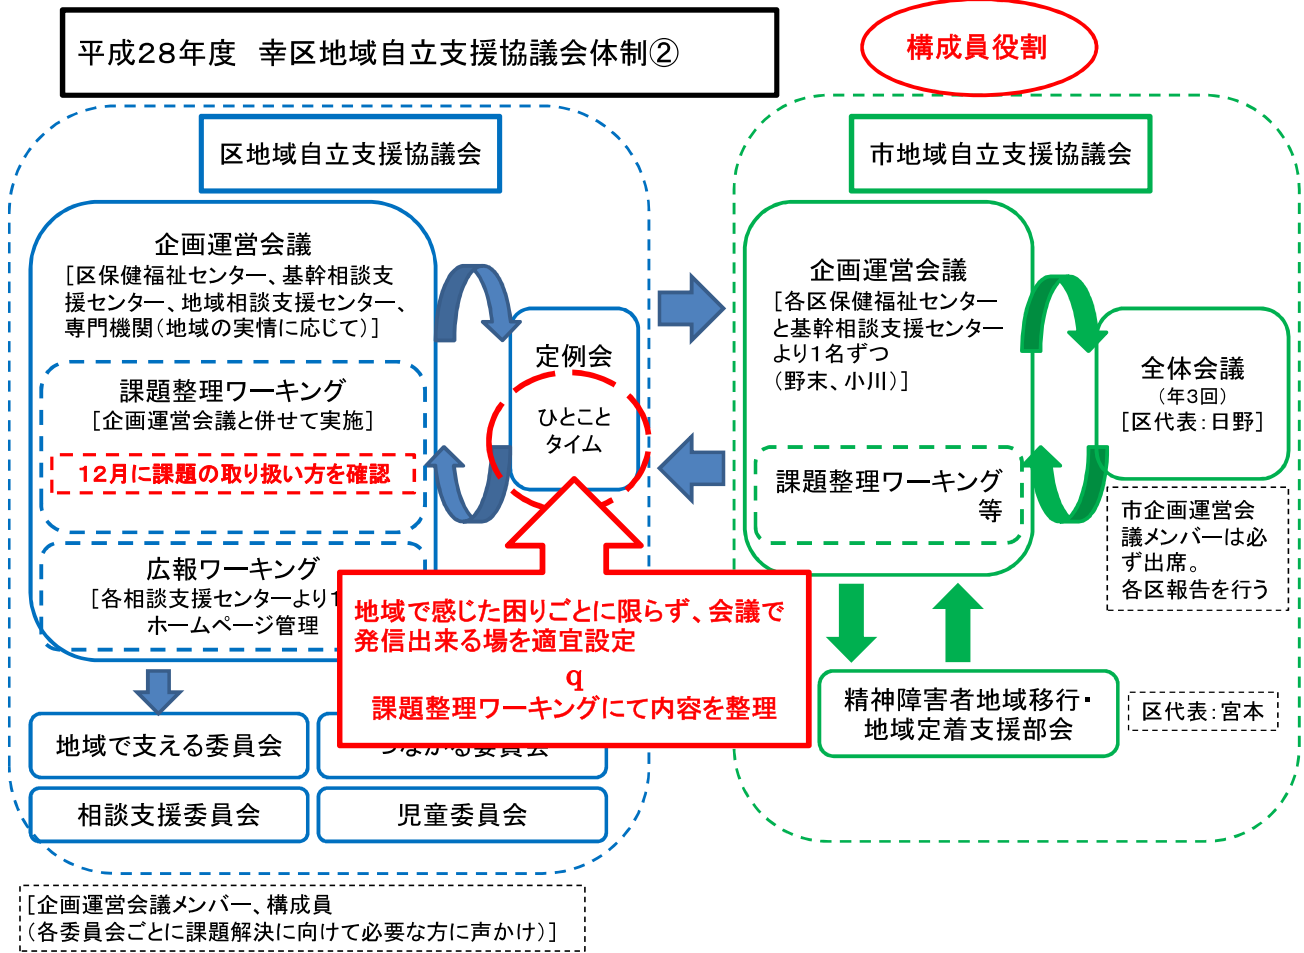 平成２８年度　幸区地域自立支援協議会体制②
構成員役割
区地域自立支援協議会
企画運営会議
[区保健福祉センター、基幹相談支
援センター、地域相談支援センター、
専門機関（地域の実情に応じて）]
課題整理ワーキング
[企画運営会議と併せて実施]
１２月に課題の取り扱い方を確認
広報ワーキング
[各相談支援センターより１
ホームページ管理
定例会
ひとこと
タイム
地域で感じた困りごとに限らず、会議で
発信出来る場を適宜設定
q
課題整理ワーキングにて内容を整理
地域で支える委員会
つながる委員会
相談支援委員会
児童委員会
[企画運営会議メンバー、構成員
（各委員会ごとに課題解決に向けて必要な方に声かけ）]
市地域自立支援協議会
企画運営会議
[各区保健福祉センター
と基幹相談支援センター
より１名ずつ
（野末、小川）]
課題整理ワーキング
等
全体会議
（年３回）
[区代表：日野]
市企画運営会
議メンバーは必
ず出席。
各区報告を行う
精神障害者地域移行・
地域定着支援部会
区代表：宮本